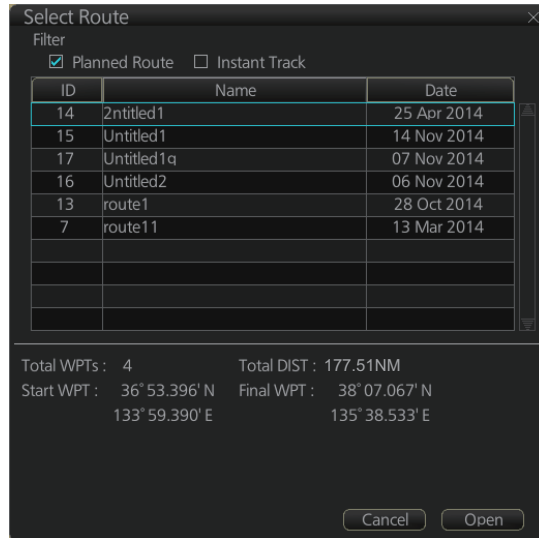 Select Route
Filter
Planned Route Instant Track
ID Name Date
14 2ntitled1 25 Apr 2014
15 Untitled1 14 Nov 2014
17 Untitled1q 07 Nov 2014
16 Untitled2 06 Nov 2014
13 route1 28 Oct 2014
7 route11 13 Mar 2014
Total WPTs : 4 Total DIST : 177.51NM
Start WPT : 36°53.396' N Final WPT : 38°07.067' N
133°59.390' E 135°38.533' E
Cancel Open